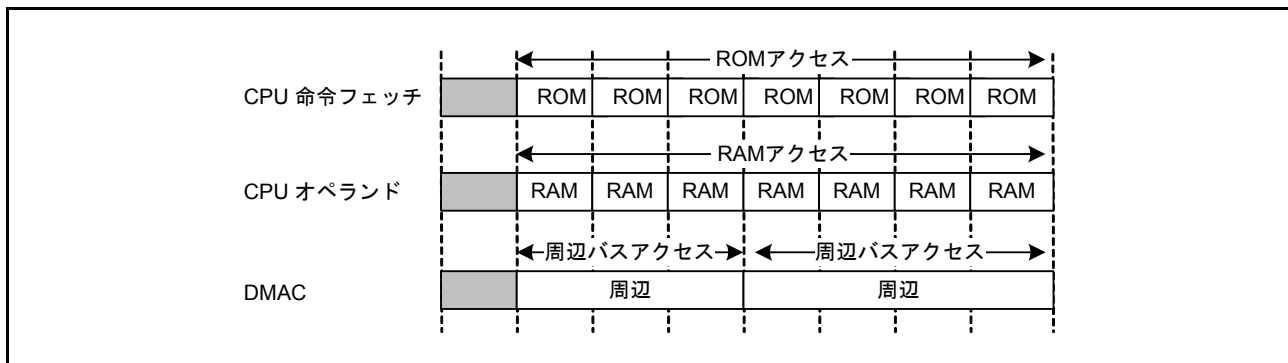 ROMアクセス
CPU 命令フェッチ ROM ROM ROM ROM ROM ROM ROM
RAMアクセス
CPU オペランド RAM RAM RAM RAM RAM RAM RAM
周辺バスアクセス 周辺バスアクセス
DMAC 周辺 周辺